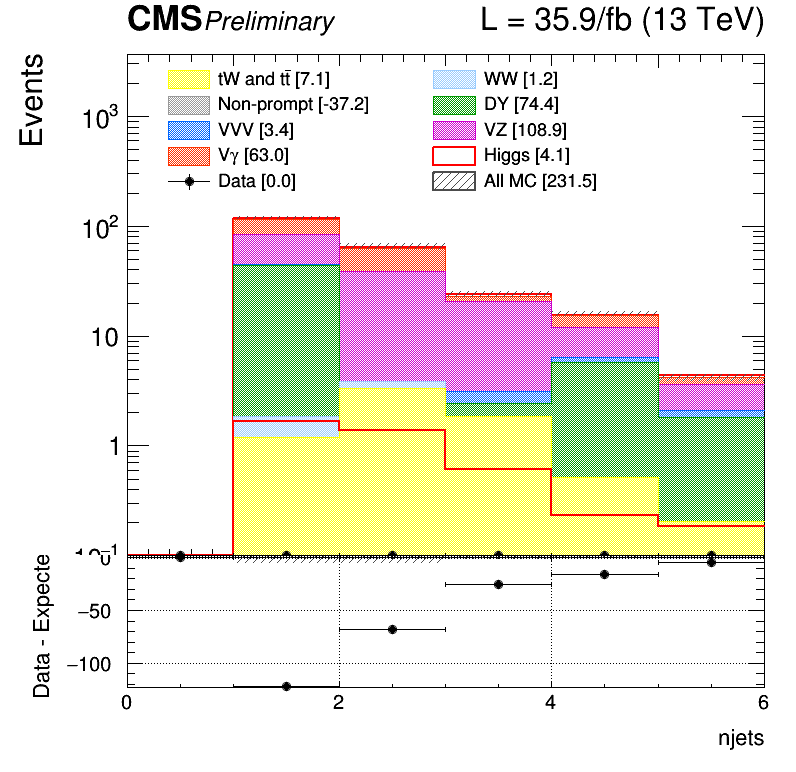 CMS Preliminary L = 35.9/fb (13 TeV)
Events
tW and tt̄ [7.1]
Non-prompt [-37.2]
VVV [3.4]
Vγ [63.0]
Data [0.0]
WW [1.2]
DY [74.4]
VZ [108.9]
Higgs [4.1]
All MC [231.5]
10³
10²
10
1
Data - Expecte
−50
−100
0 2 4 6
njets